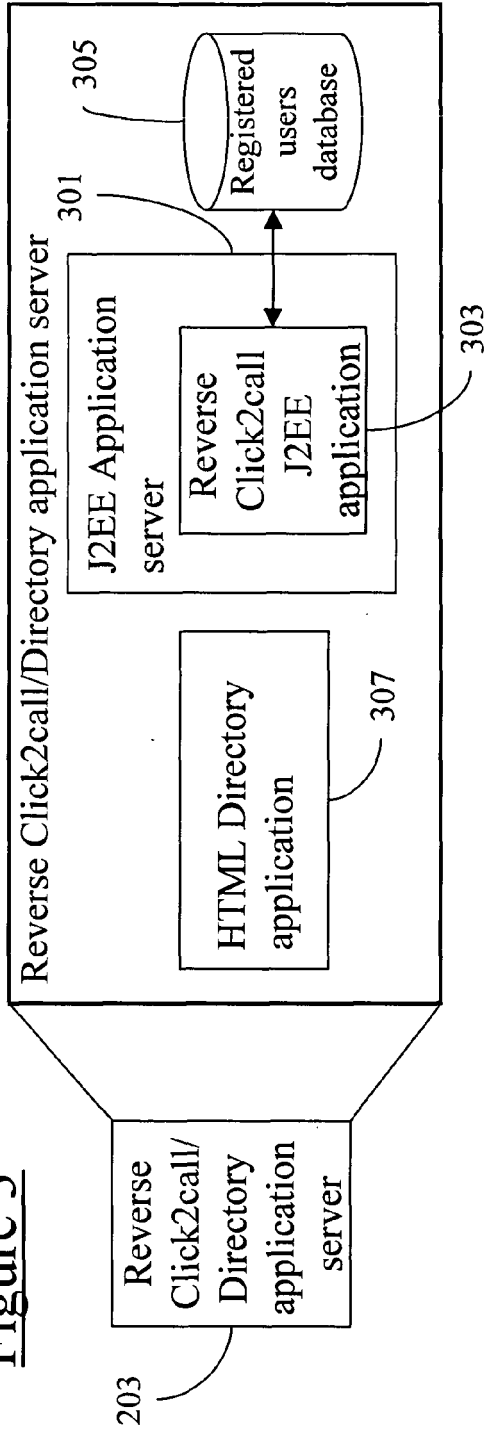 Figure 3
Reverse
Click2call/
Directory
application
server
203
Reverse Click2call/Directory application server
HTML Directory
application
307
J2EE Application
server
301
Reverse
Click2call
J2EE
application
303
Registered
users
database
305